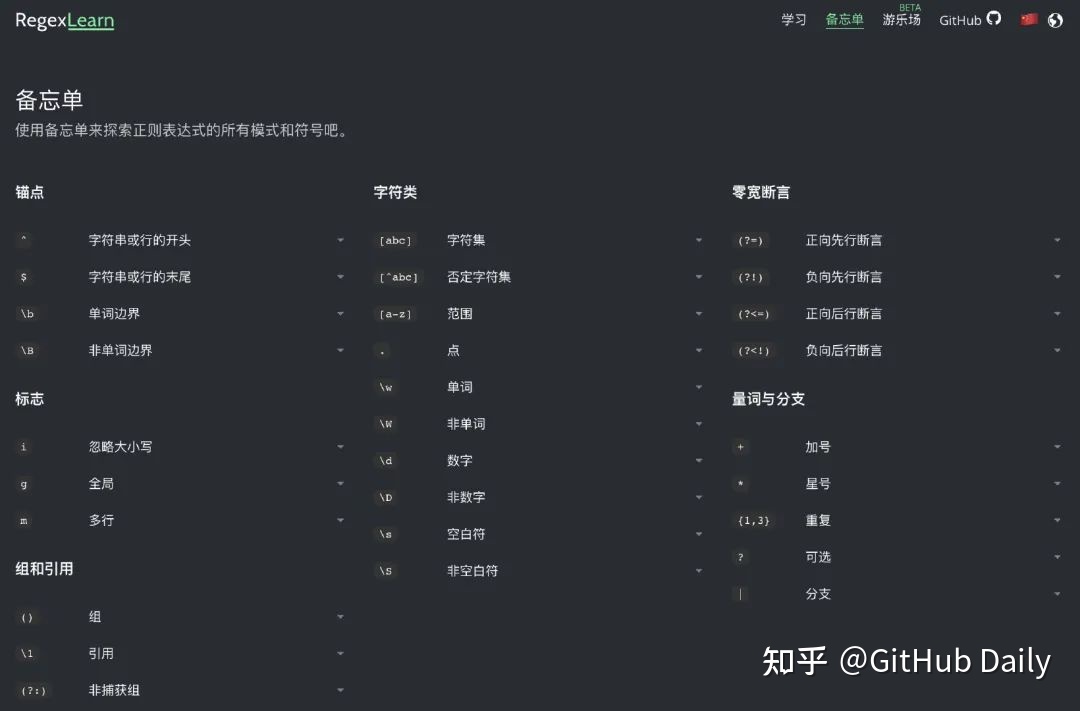 RegexLearn
学习 备忘单 游乐场 BETA GitHub
备忘单
使用备忘单来探索正则表达式的所有模式和符号吧。
锚点
^ 字符串或行的开头
$ 字符串或行的末尾
\b 单词边界
\B 非单词边界
标志
i 忽略大小写
g 全局
m 多行
组和引用
() 组
\1 引用
(?:) 非捕获组
字符类
[abc] 字符集
[^abc] 否定字符集
[a-z] 范围
. 点
\w 单词
\W 非单词
\d 数字
\D 非数字
\s 空白符
\S 非空白符
零宽断言
(?=) 正向先行断言
(?!) 负向先行断言
(?<=) 正向后行断言
(?<!) 负向后行断言
量词与分支
+ 加号
* 星号
{1,3} 重复
? 可选
| 分支
知乎 @GitHub Daily